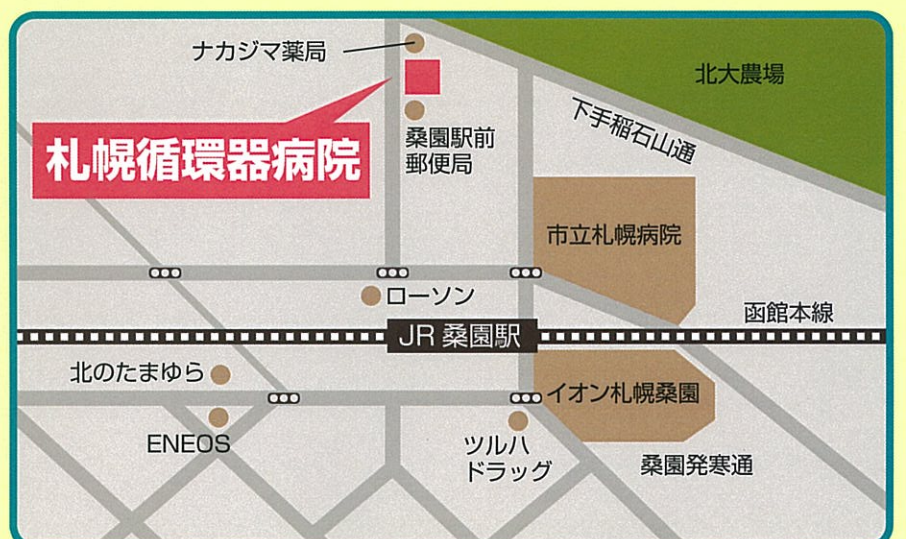 ナカジマ薬局
北大農場
札幌循環器病院
桑園駅前
郵便局
下手稲石山通
市立札幌病院
ローソン
函館本線
JR 桑園駅
北のたまゆら
イオン札幌桑園
ENEOS
ツルハ
ドラッグ
桑園発寒通